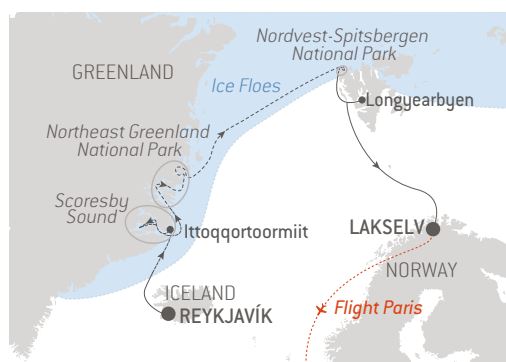 Nordvest-Spitsbergen
National Park
GREENLAND
Ice Floes
Longyearbyen
Northeast Greenland
National Park
Scoresby
Sound
Ittoqqortoormiit
LAKSELV
NORWAY
ICELAND
REYKJAVÍK
Flight Paris